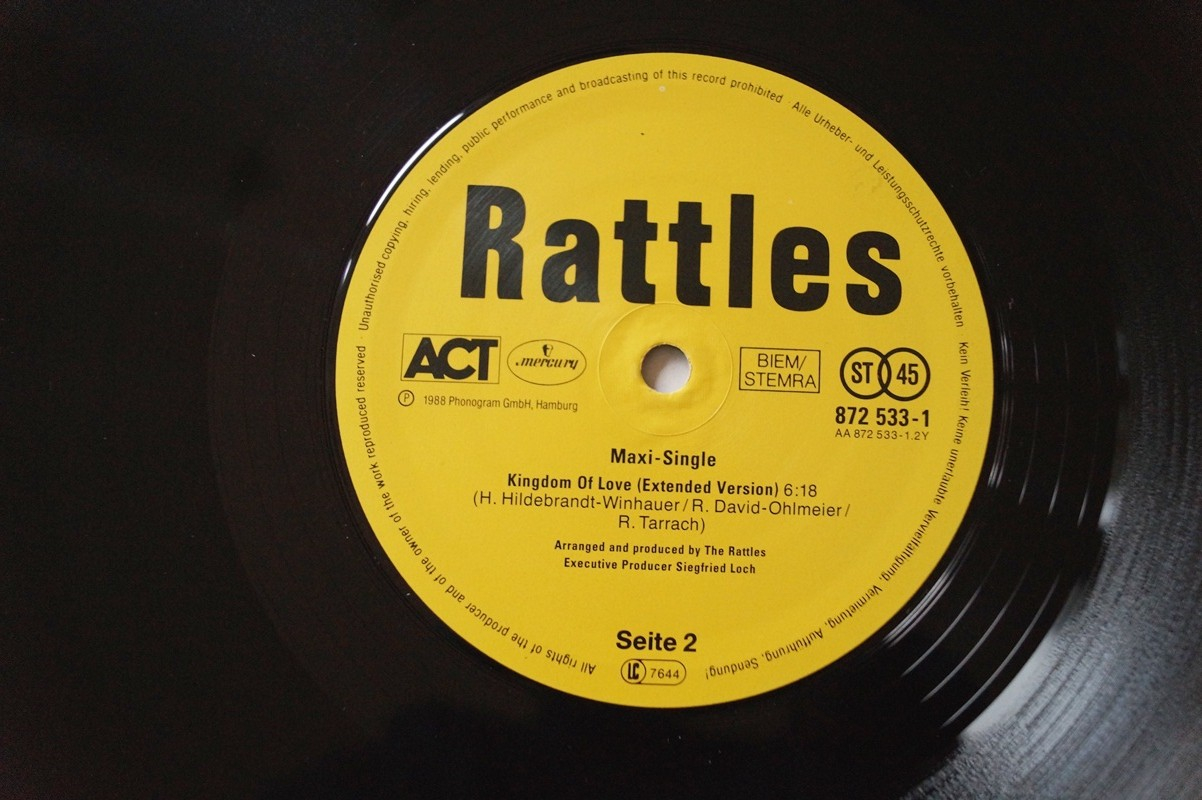 Unauthorised copying, hiring, lending, public performance and broadcasting of this record prohibited · Alle Urheber- und Leistungsschutzrechte vorbehalten · Kein Verleih! Keine unerlaubte Vervielfältigung, Vermietung, Aufführung, Sendung!
All rights of the producer and of the owner of the work reproduced reserved ·
Rattles
ACT
mercury
BIEM/
STEMRA
ST 45
℗ 1988 Phonogram GmbH, Hamburg
872 533-1
AA 872 533-1.2Y
Maxi-Single
Kingdom Of Love (Extended Version) 6:18
(H. Hildebrandt-Winhauer / R. David-Ohlmeier /
R. Tarrach)
Arranged and produced by The Rattles
Executive Producer Siegfried Loch
Seite 2
LC 7644